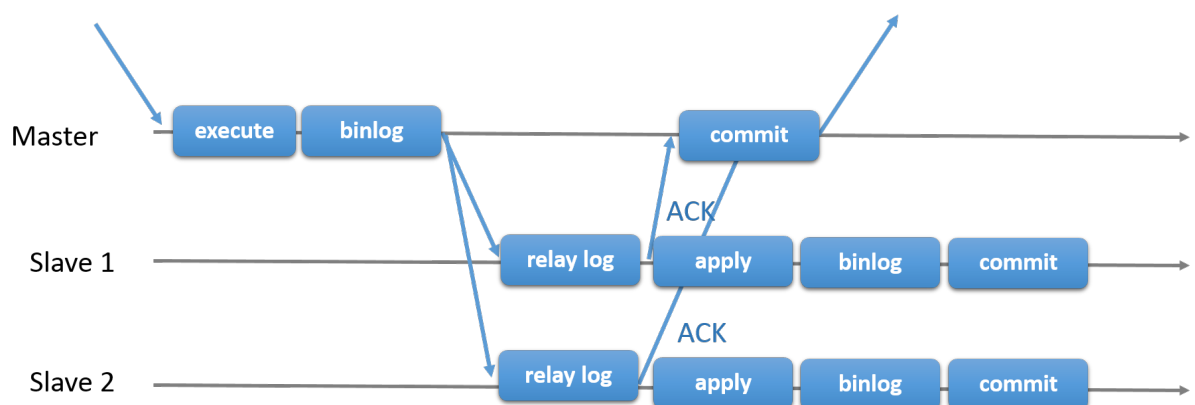 Master execute binlog commit
ACK
Slave 1 relay log apply binlog commit
ACK
Slave 2 relay log apply binlog commit